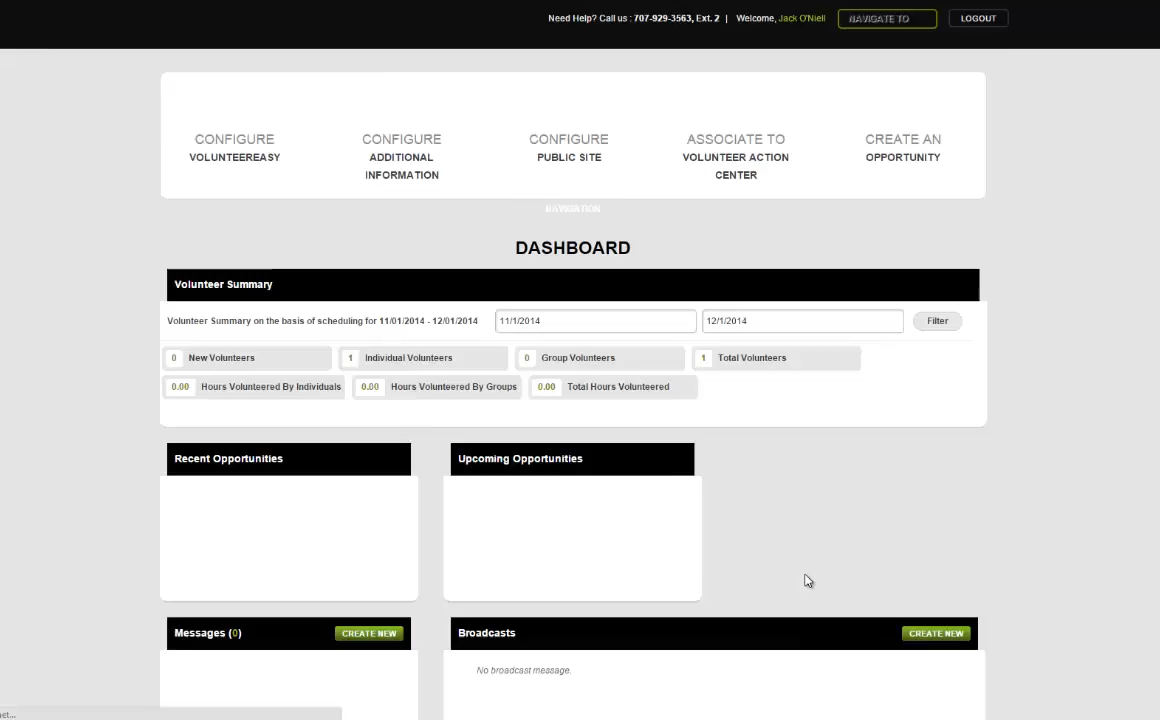 Need Help? Call us : 707-929-3563, Ext. 2 | Welcome, Jack O'Niell NAVIGATE TO LOGOUT
CONFIGURE
VOLUNTEEREASY
CONFIGURE
ADDITIONAL
INFORMATION
CONFIGURE
PUBLIC SITE
ASSOCIATE TO
VOLUNTEER ACTION
CENTER
CREATE AN
OPPORTUNITY
NAVIGATION
DASHBOARD
Volunteer Summary
Volunteer Summary on the basis of scheduling for 11/01/2014 - 12/01/2014 11/1/2014 12/1/2014 Filter
0 New Volunteers 1 Individual Volunteers 0 Group Volunteers 1 Total Volunteers
0.00 Hours Volunteered By Individuals 0.00 Hours Volunteered By Groups 0.00 Total Hours Volunteered
Recent Opportunities Upcoming Opportunities
Messages (0) CREATE NEW Broadcasts CREATE NEW
No broadcast message.